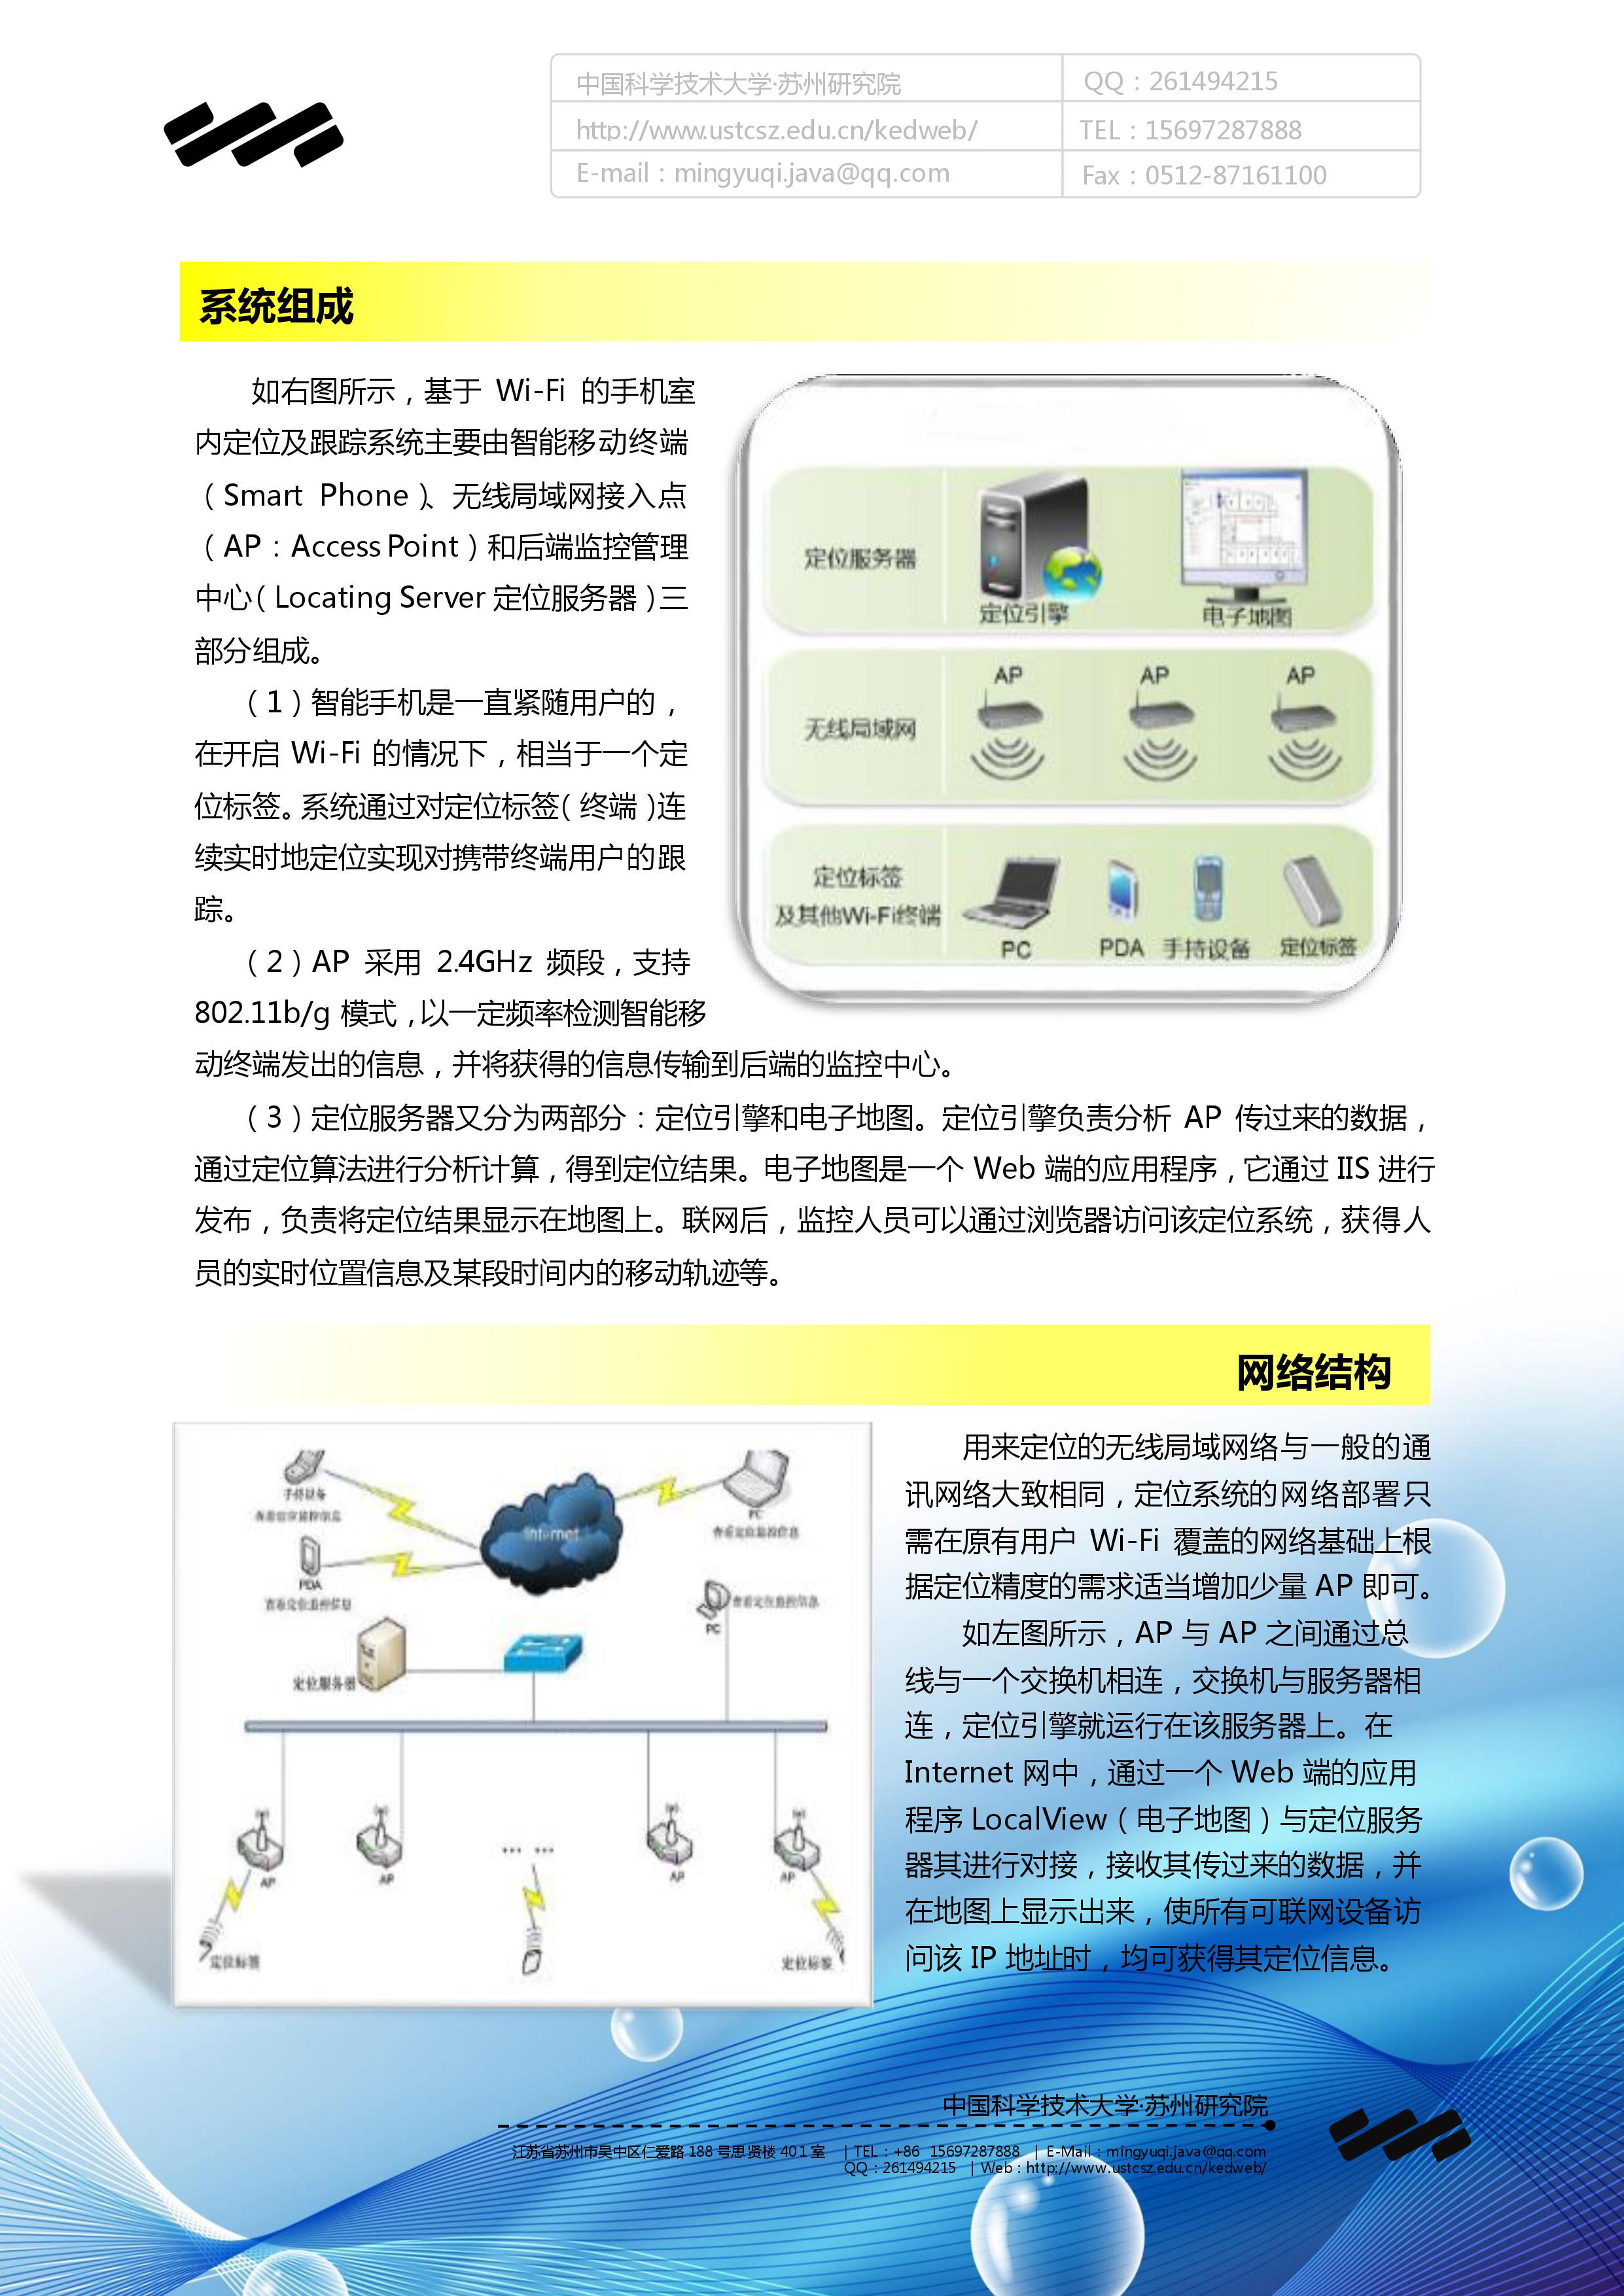 中国科学技术大学·苏州研究院
QQ：261494215
http://www.ustcsz.edu.cn/kedweb/
TEL：15697287888
E-mail：mingyuqi.java@qq.com
Fax：0512-87161100
系统组成
如右图所示，基于 Wi-Fi 的手机室
内定位及跟踪系统主要由智能移动终端
（Smart Phone）、无线局域网接入点
（AP：Access Point）和后端监控管理
中心（Locating Server 定位服务器）三
部分组成。
（1）智能手机是一直紧随用户的，
在开启 Wi-Fi 的情况下，相当于一个定
位标签。系统通过对定位标签（终端）连
续实时地定位实现对携带终端用户的跟
踪。
（2）AP 采用 2.4GHz 频段，支持
802.11b/g 模式，以一定频率检测智能移
动终端发出的信息，并将获得的信息传输到后端的监控中心。
定位服务器
定位引擎
电子地图
无线局域网
AP
AP
AP
定位标签
及其他Wi-Fi终端
PC
PDA
手持设备
定位标签
（3）定位服务器又分为两部分：定位引擎和电子地图。定位引擎负责分析 AP 传过来的数据，
通过定位算法进行分析计算，得到定位结果。电子地图是一个 Web 端的应用程序，它通过 IIS 进行
发布，负责将定位结果显示在地图上。联网后，监控人员可以通过浏览器访问该定位系统，获得人
员的实时位置信息及某段时间内的移动轨迹等。
网络结构
手持设备
查看定位监控信息
Internet
PC
查看定位监控信息
PDA
查看定位监控信息
查看定位监控信息
PC
定位服务器
AP
AP
... ...
AP
AP
定位标签
定位标签
用来定位的无线局域网络与一般的通
讯网络大致相同，定位系统的网络部署只
需在原有用户 Wi-Fi 覆盖的网络基础上根
据定位精度的需求适当增加少量 AP 即可。
如左图所示，AP 与 AP 之间通过总
线与一个交换机相连，交换机与服务器相
连，定位引擎就运行在该服务器上。在
Internet 网中，通过一个 Web 端的应用
程序 LocalView（电子地图）与定位服务
器其进行对接，接收其传过来的数据，并
在地图上显示出来，使所有可联网设备访
问该 IP 地址时，均可获得其定位信息。
中国科学技术大学·苏州研究院
江苏省苏州市吴中区仁爱路 188 号思贤楼 401 室 | TEL：+86 15697287888 | E-Mail：mingyuqi.java@qq.com
QQ：261494215 | Web：http://www.ustcsz.edu.cn/kedweb/